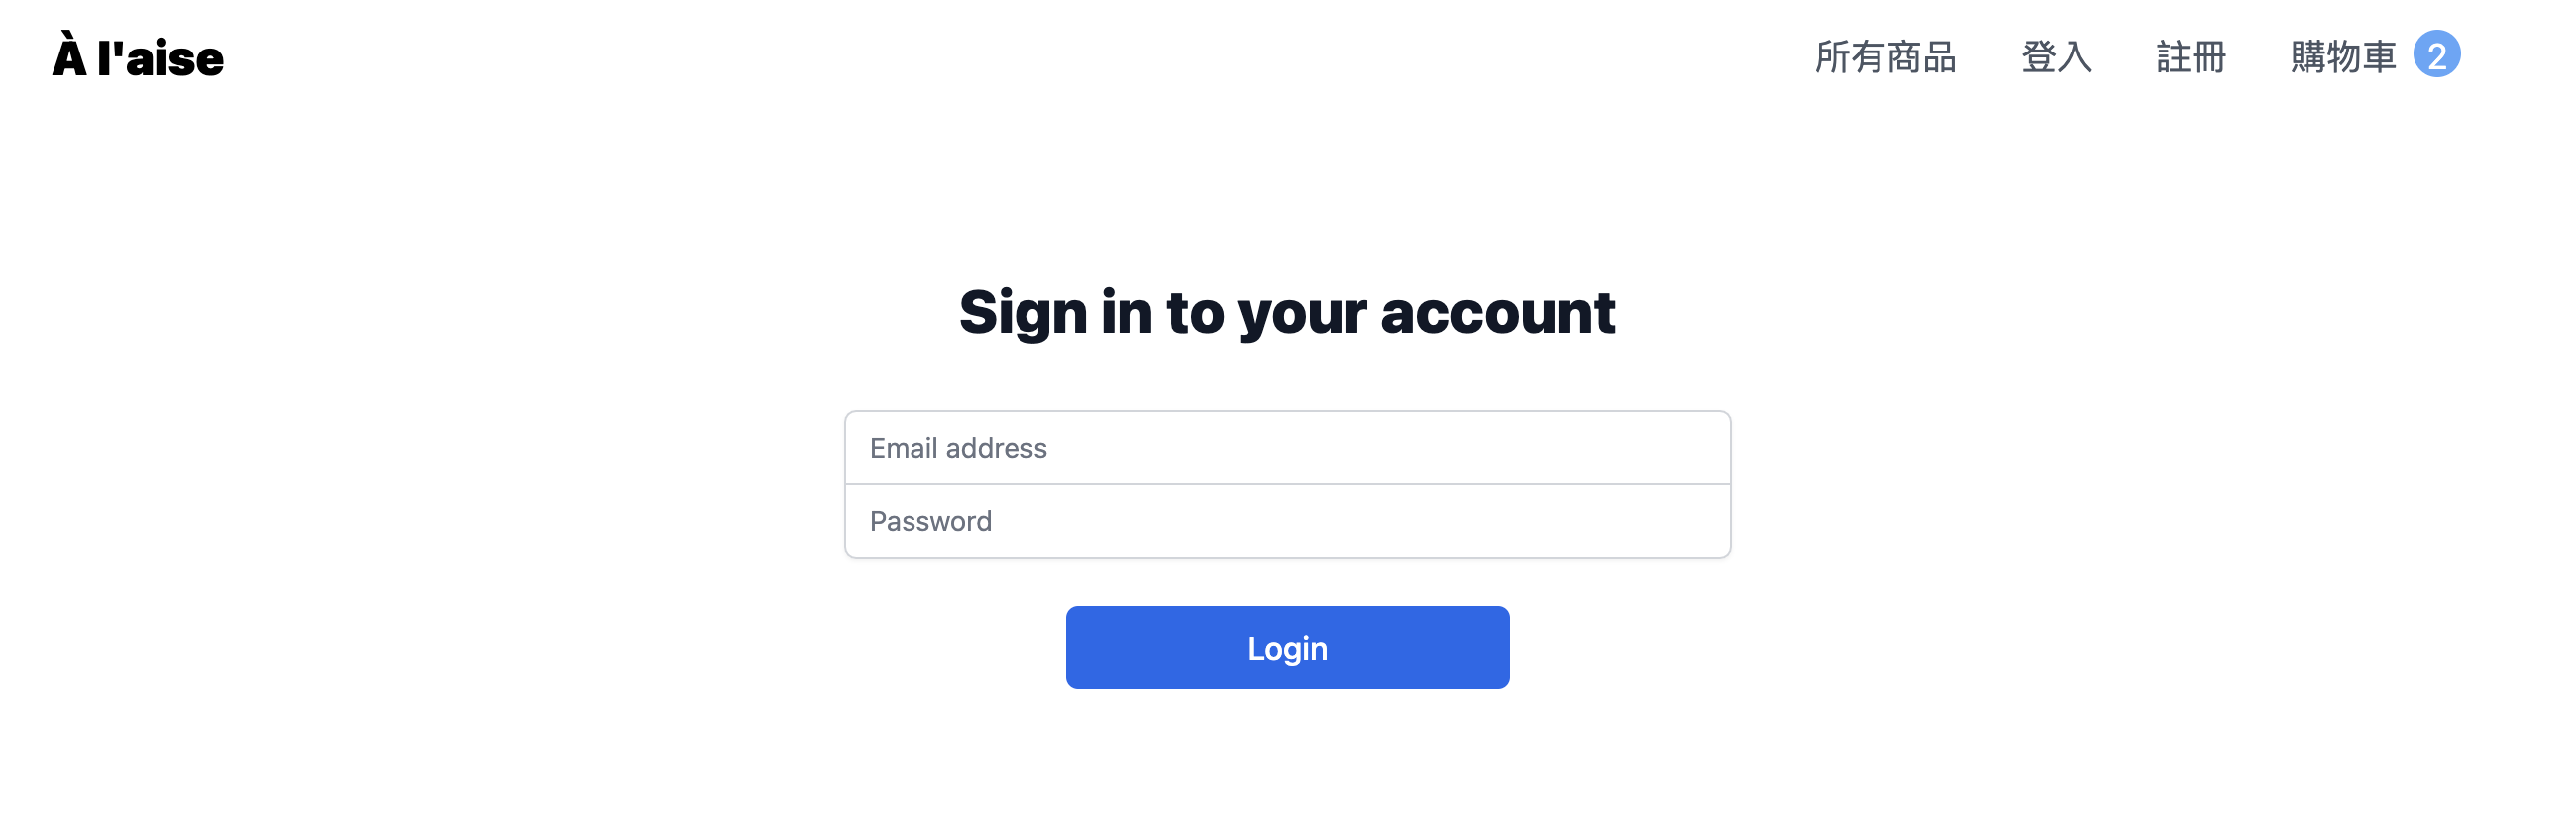 À l'aise
所有商品 登入 註冊 購物車 2
Sign in to your account
Email address
Password
Login